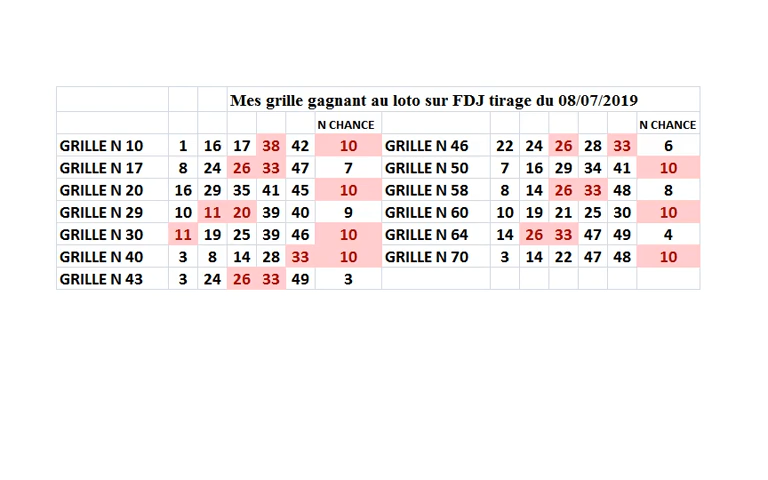 Mes grille gagnant au loto sur FDJ tirage du 08/07/2019
N CHANCE N CHANCE
GRILLE N 10 1 16 17 38 42 10 GRILLE N 46 22 24 26 28 33 6
GRILLE N 17 8 24 26 33 47 7 GRILLE N 50 7 16 29 34 41 10
GRILLE N 20 16 29 35 41 45 10 GRILLE N 58 8 14 26 33 48 8
GRILLE N 29 10 11 20 39 40 9 GRILLE N 60 10 19 21 25 30 10
GRILLE N 30 11 19 25 39 46 10 GRILLE N 64 14 26 33 47 49 4
GRILLE N 40 3 8 14 28 33 10 GRILLE N 70 3 14 22 47 48 10
GRILLE N 43 3 24 26 33 49 3